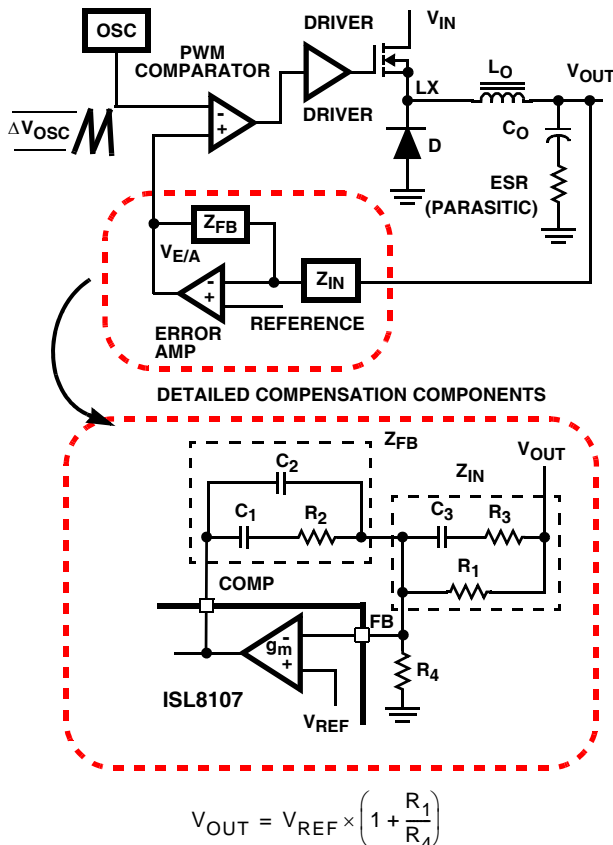 OSC
PWM
COMPARATOR
DRIVER
DRIVER
V_IN
LX
L_O
V_OUT
C_O
D
ESR
(PARASITIC)
ΔV_OSC
- +
Z_FB
V_E/A
Z_IN
- +
REFERENCE
ERROR
AMP
DETAILED COMPENSATION COMPONENTS
Z_FB
V_OUT
C_2
Z_IN
C_1
R_2
C_3
R_3
R_1
COMP
FB
g_m - +
R_4
ISL8107
V_REF
V_OUT = V_REF × (1 + R_1/R_4)